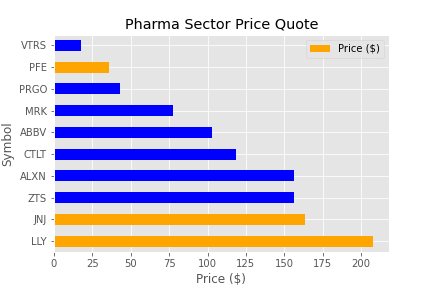 Pharma Sector Price Quote
Price ($)
Symbol
VTRS
PFE
PRGO
MRK
ABBV
CTLT
ALXN
ZTS
JNJ
LLY
0 25 50 75 100 125 150 175 200
Price ($)